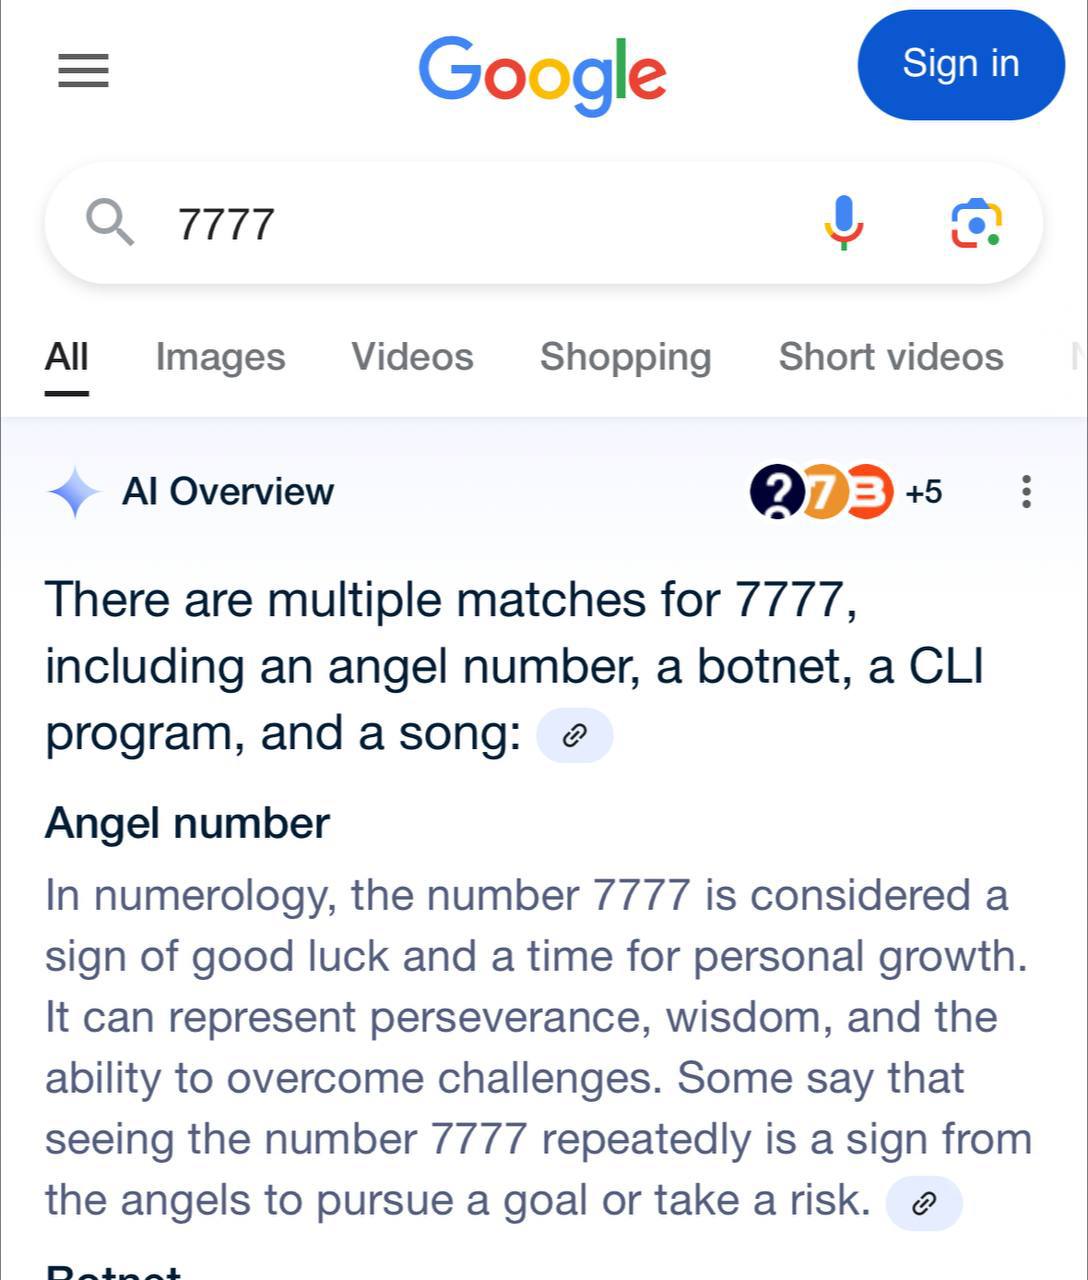 Google
Sign in
7777
All Images Videos Shopping Short videos
AI Overview
?
7
B
+5
There are multiple matches for 7777,
including an angel number, a botnet, a CLI
program, and a song:
Angel number
In numerology, the number 7777 is considered a
sign of good luck and a time for personal growth.
It can represent perseverance, wisdom, and the
ability to overcome challenges. Some say that
seeing the number 7777 repeatedly is a sign from
the angels to pursue a goal or take a risk.
Botnet